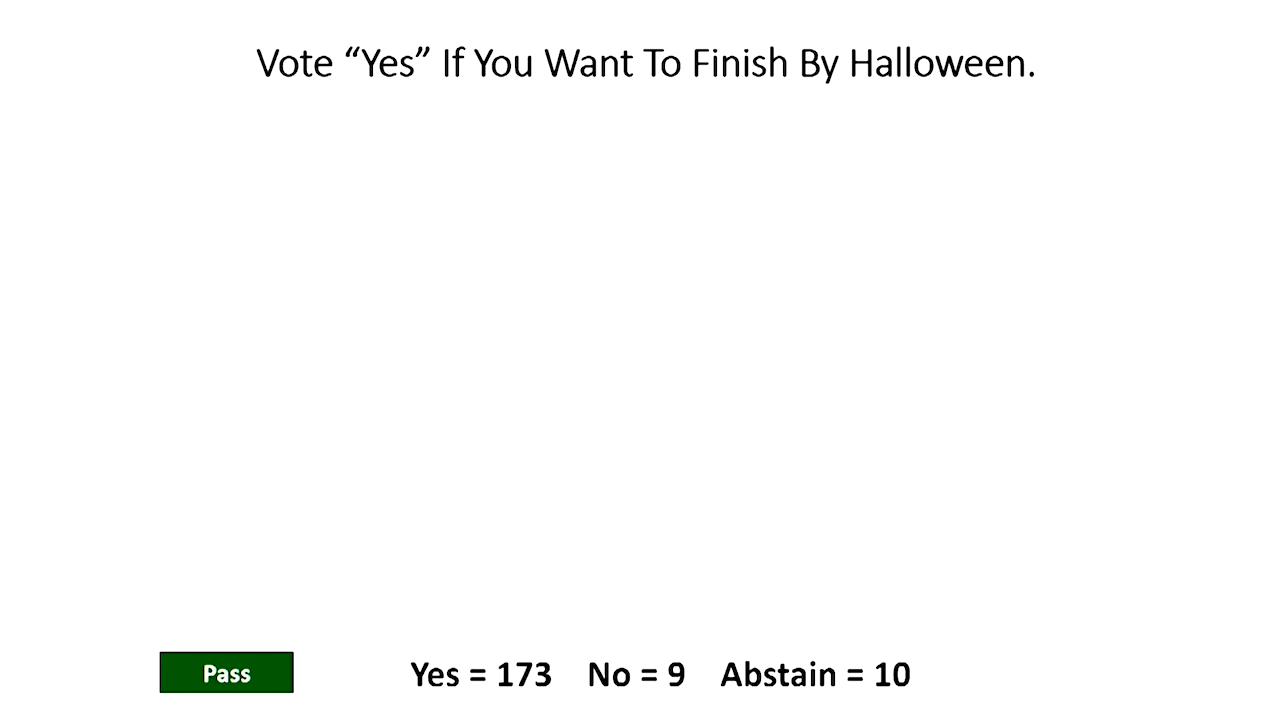 Vote “Yes” If You Want To Finish By Halloween.
Pass Yes = 173 No = 9 Abstain = 10